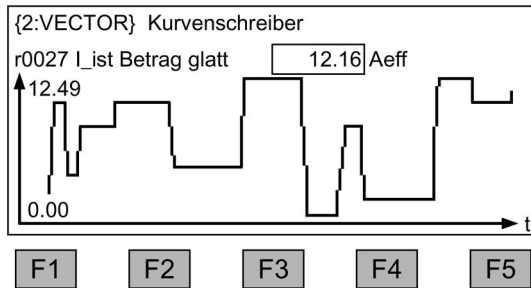 {2:VECTOR} Kurvenschreiber
r0027 I_ist Betrag glatt 12.16 Aeff
12.49
0.00
t
F1 F2 F3 F4 F5